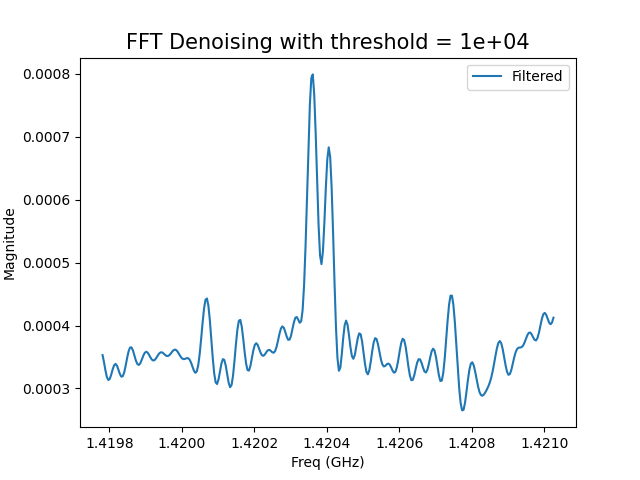 FFT Denoising with threshold = 1e+04
Filtered
0.0008
0.0007
0.0006
0.0005
0.0004
0.0003
Magnitude
1.4198 1.4200 1.4202 1.4204 1.4206 1.4208 1.4210
Freq (GHz)